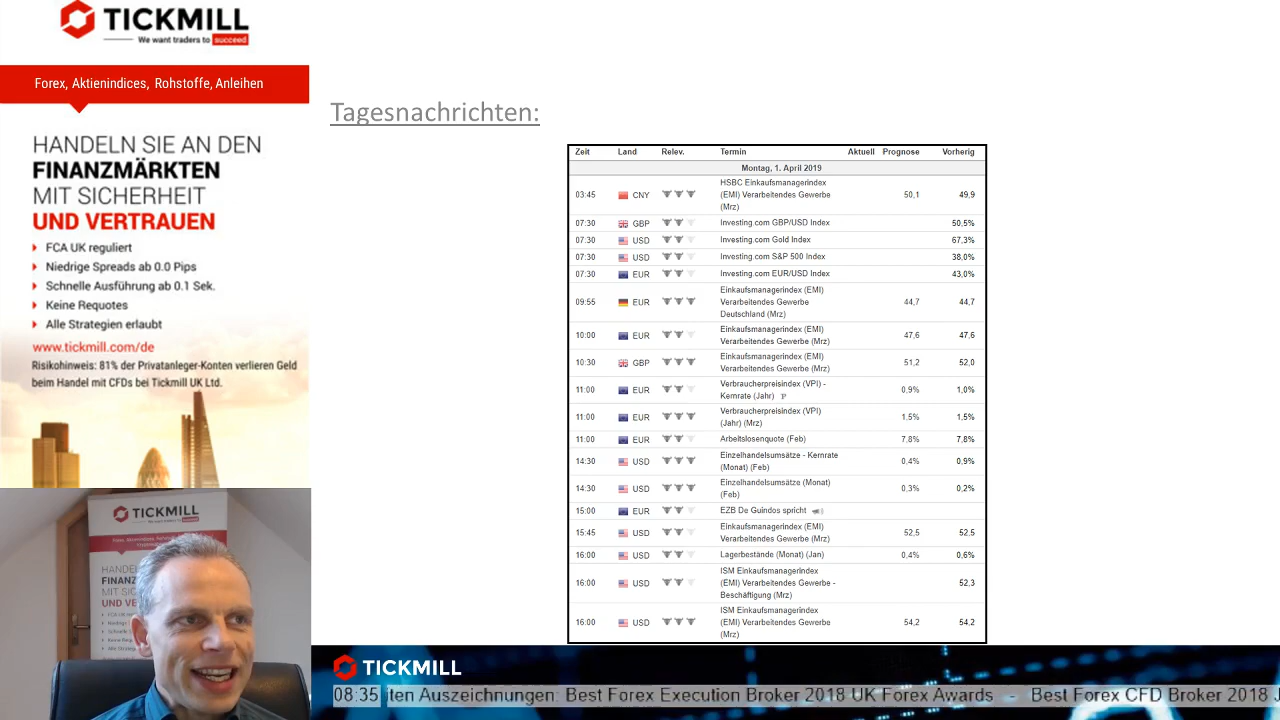 TICKMILL
We want traders to succeed
Forex, Aktienindices, Rohstoffe, Anleihen
HANDELN SIE AN DEN
FINANZMÄRKTEN
MIT SICHERHEIT
UND VERTRAUEN
FCA UK reguliert
Niedrige Spreads ab 0.0 Pips
Schnelle Ausführung ab 0.1 Sek.
Keine Requotes
Alle Strategien erlaubt
www.tickmill.com/de
Risikohinweis: 81% der Privatanleger-Konten verlieren Geld
beim Handel mit CFDs bei Tickmill UK Ltd.
Tagesnachrichten:
Zeit Land Relev. Termin Aktuell Prognose Vorherig
Montag, 1. April 2019
HSBC Einkaufsmanagerindex
03:45 CNY (EMI) Verarbeitendes Gewerbe 50,1 49,9
(Mrz)
07:30 GBP Investing.com GBP/USD Index 50,5%
07:30 USD Investing.com Gold Index 67,3%
07:30 USD Investing.com S&P 500 Index 38,0%
07:30 EUR Investing.com EUR/USD Index 43,0%
Einkaufsmanagerindex (EMI)
09:55 EUR Verarbeitendes Gewerbe 44,7 44,7
Deutschland (Mrz)
10:00 EUR Einkaufsmanagerindex (EMI) 47,6 47,6
Verarbeitendes Gewerbe (Mrz)
10:30 GBP Einkaufsmanagerindex (EMI) 51,2 52,0
Verarbeitendes Gewerbe (Mrz)
11:00 EUR Verbraucherpreisindex (VPI) - 0,9% 1,0%
Kernrate (Jahr)
11:00 EUR Verbraucherpreisindex (VPI) 1,5% 1,5%
(Jahr) (Mrz)
11:00 EUR Arbeitslosenquote (Feb) 7,8% 7,8%
14:30 USD Einzelhandelsumsätze - Kernrate 0,4% 0,9%
(Monat) (Feb)
14:30 USD Einzelhandelsumsätze (Monat) 0,3% 0,2%
(Feb)
15:00 EUR EZB De Guindos spricht
15:45 USD Einkaufsmanagerindex (EMI) 52,5 52,5
Verarbeitendes Gewerbe (Mrz)
16:00 USD Lagerbestände (Monat) (Jan) 0,4% 0,6%
ISM Einkaufsmanagerindex
16:00 USD (EMI) Verarbeitendes Gewerbe - 52,3
Beschäftigung (Mrz)
ISM Einkaufsmanagerindex
16:00 USD (EMI) Verarbeitendes Gewerbe 54,2 54,2
(Mrz)
TICKMILL
HANDELN
FINANZ
MIT SIC
UND VE
TICKMILL
08:35 ten Auszeichnungen: Best Forex Execution Broker 2018 UK Forex Awards - Best Forex CFD Broker 2018 J